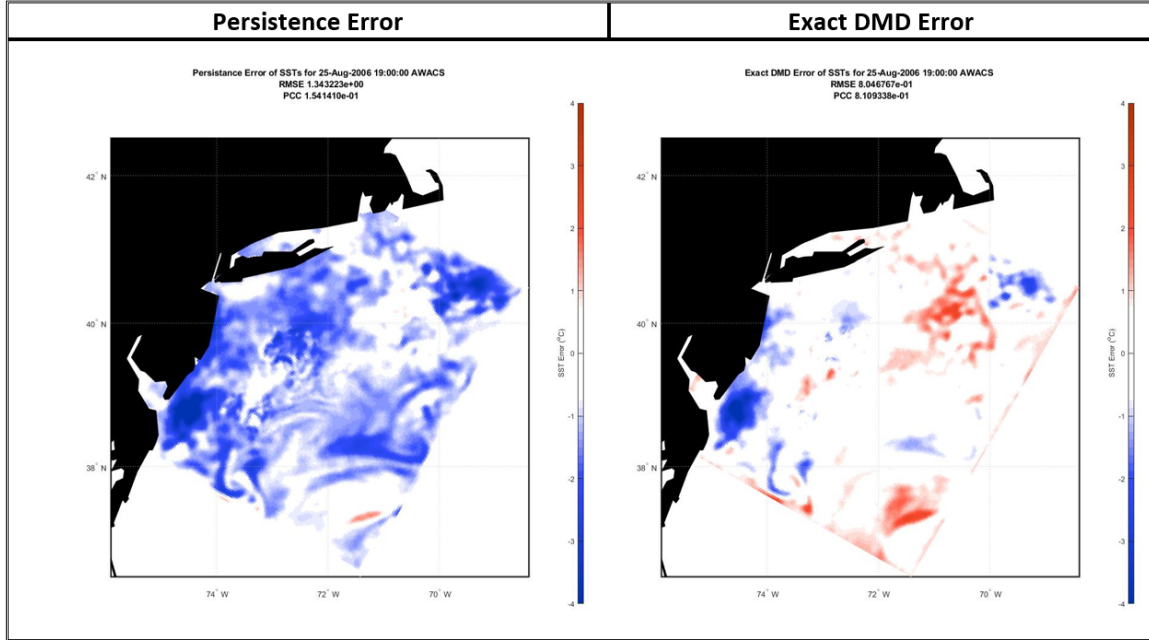 Persistence Error
Exact DMD Error
Persistance Error of SSTs for 25-Aug-2006 19:00:00 AWACS
RMSE 1.343223e+00
PCC 1.541410e-01
42° N
40° N
38° N
74° W
72° W
70° W
4
3
2
1
0
-1
-2
-3
-4
SST Error (°C)
Exact DMD Error of SSTs for 25-Aug-2006 19:00:00 AWACS
RMSE 8.046767e-01
PCC 8.109338e-01
42° N
40° N
38° N
74° W
72° W
70° W
4
3
2
1
0
-1
-2
-3
-4
SST Error (°C)